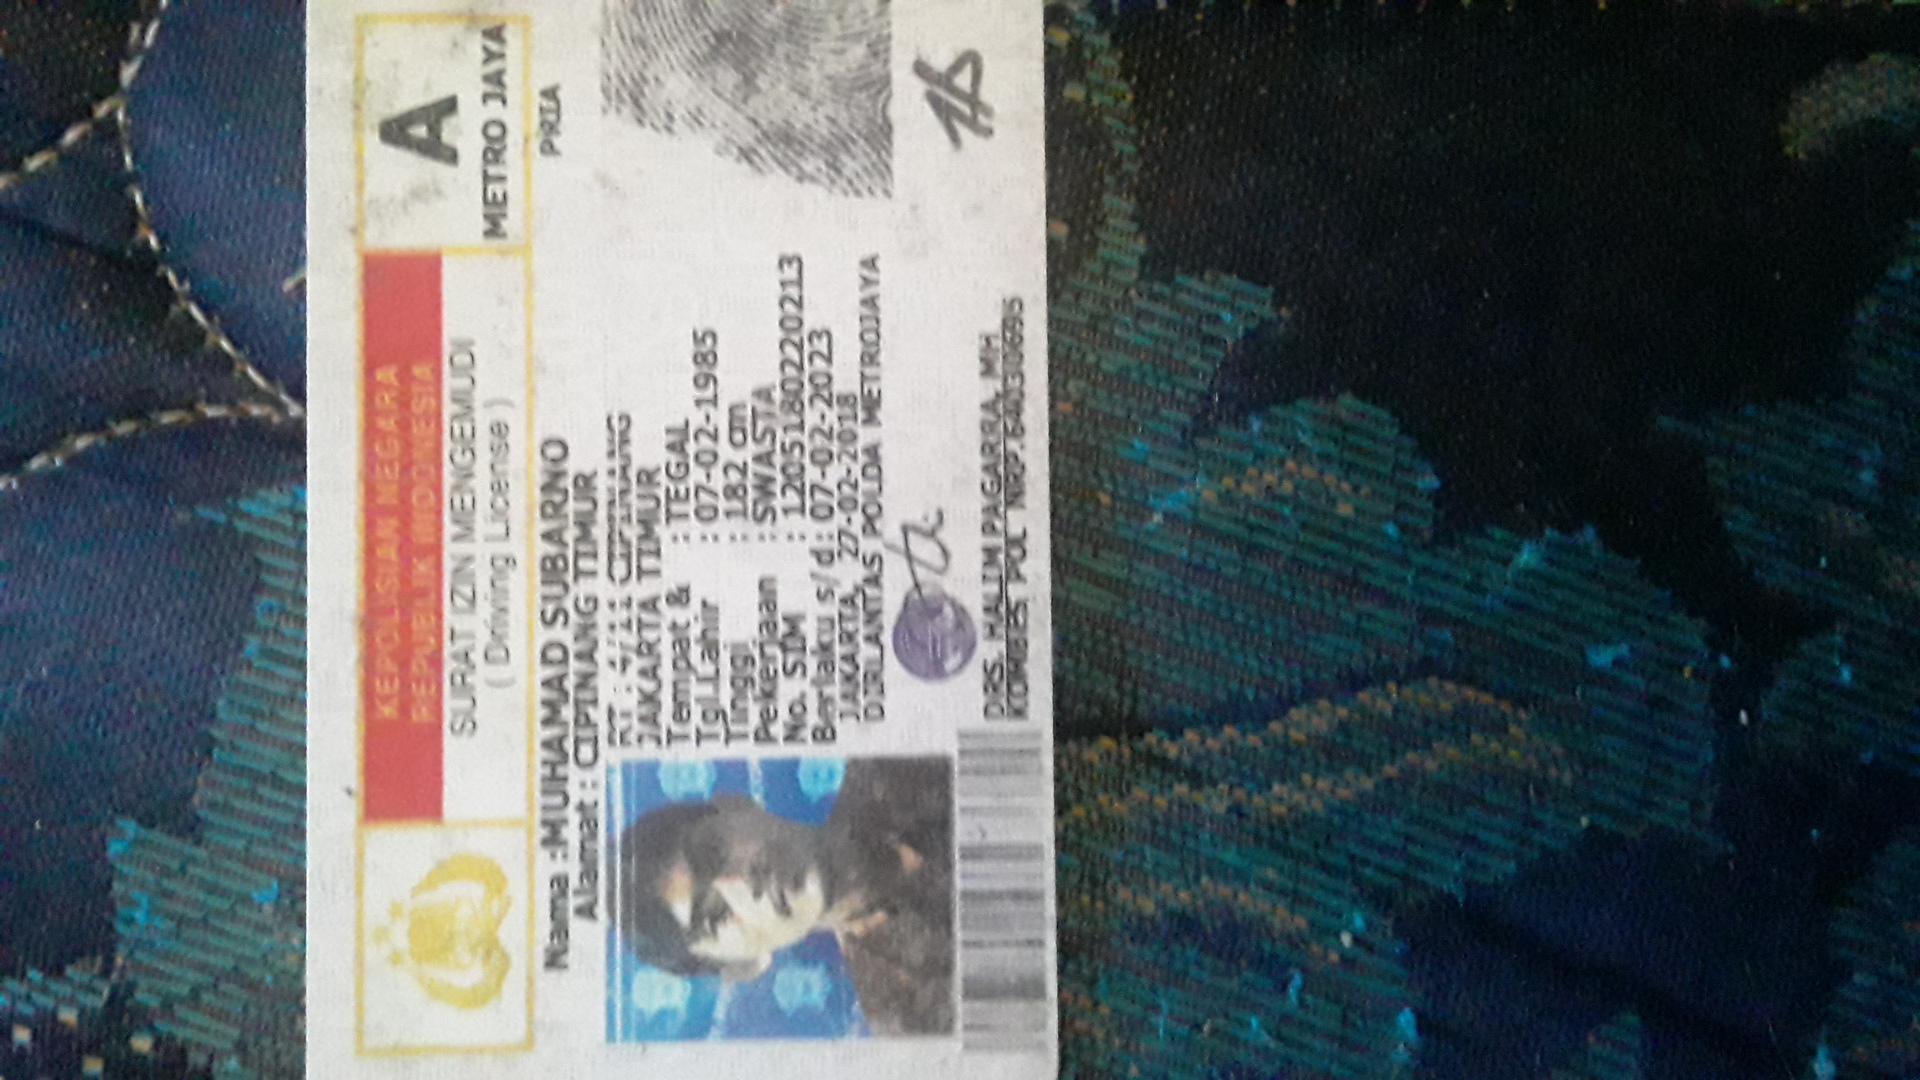 KEPOLISIAN NEGARA
REPUBLIK INDONESIA
SURAT IZIN MENGEMUDI
( Driving License )
A
METRO JAYA
Nama :MUHAMAD SUBARNO
PRIA
Alamat : CIPINANG TIMUR
RT : 4/11 CIPINANG
JAKARTA TIMUR
Tempat & : TEGAL
Tgl.Lahir : 07-02-1985
Tinggi : 182 cm
Pekerjaan : SWASTA
No. SIM : 1205180220213
Berlaku s/d : 07-02-2023
JAKARTA, 27-02-2018
DIRLANTAS POLDA METROJAYA
DRS. HALIM PAGARRA, MH
KOMBES POL NRP.64030695